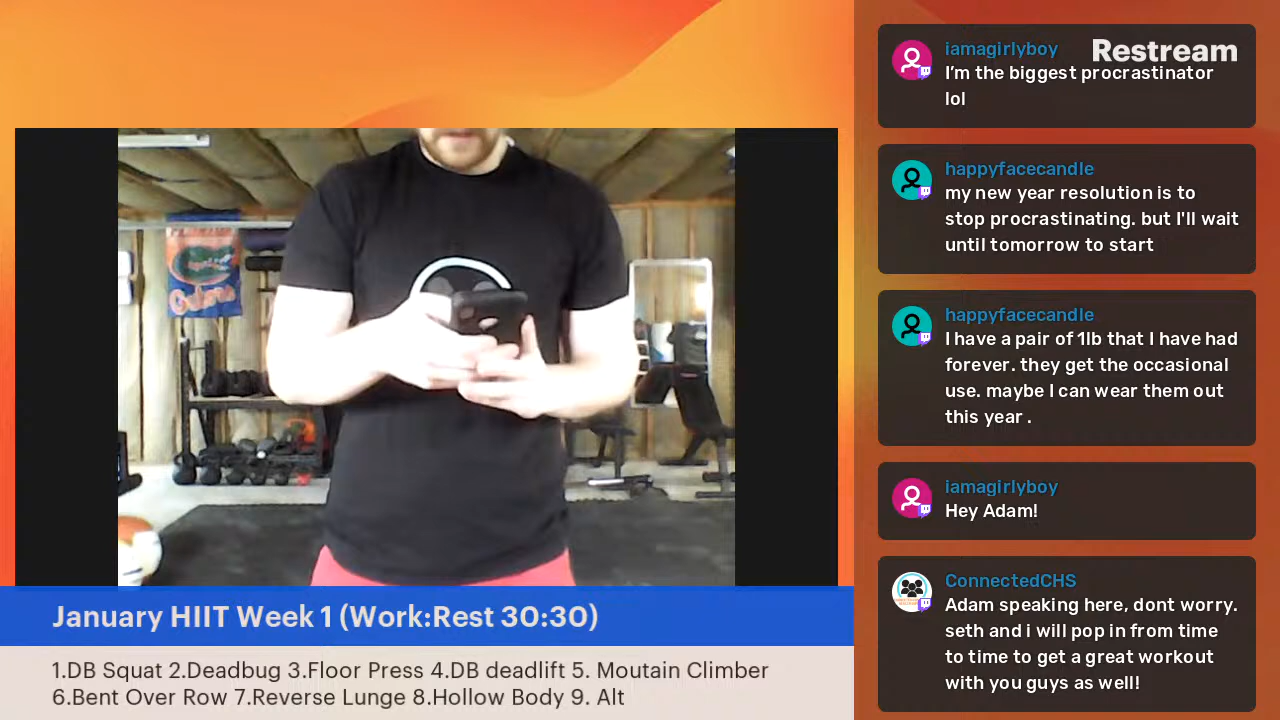 iamagirlyboy
Restream
I’m the biggest procrastinator
lol
happyfacecandle
my new year resolution is to
stop procrastinating. but I'll wait
until tomorrow to start
happyfacecandle
I have a pair of 1lb that I have had
forever. they get the occasional
use. maybe I can wear them out
this year .
iamagirlyboy
Hey Adam!
ConnectedCHS
Adam speaking here, dont worry.
seth and i will pop in from time
to time to get a great workout
with you guys as well!
Gators
January HIIT Week 1 (Work:Rest 30:30)
1.DB Squat 2.Deadbug 3.Floor Press 4.DB deadlift 5. Moutain Climber
6.Bent Over Row 7.Reverse Lunge 8.Hollow Body 9. Alt